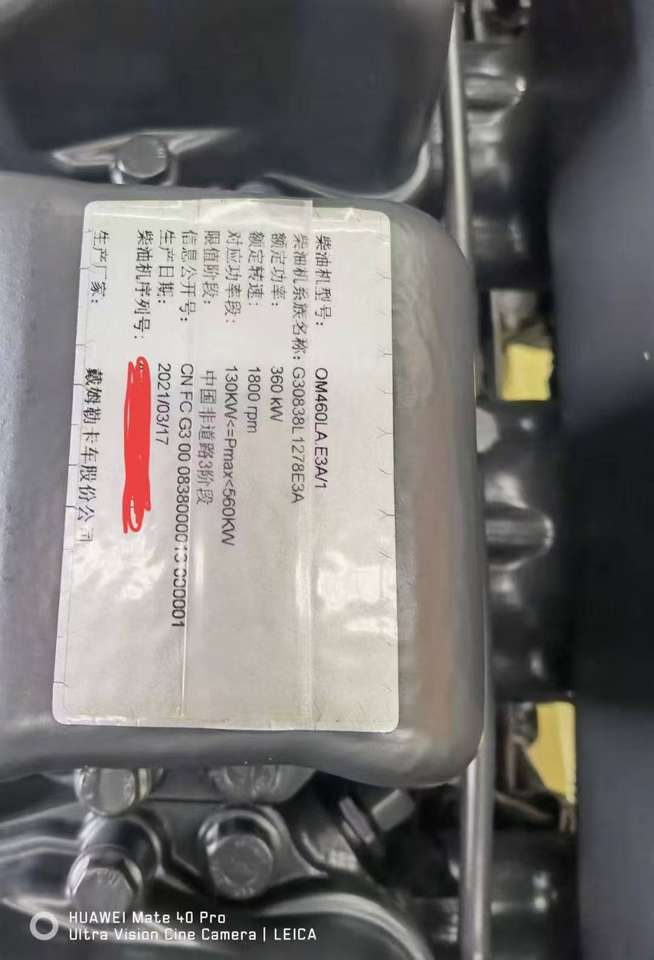 柴油机型号: OM460LA.E3A/1
柴油机系族名称: G30838L1278E3A
额定功率: 360 kW
额定转速: 1800 rpm
对应功率段: 130KW<=Pmax<560KW
限值阶段: 中国非道路3阶段
信息公开号: CN FC G3 00 0838000013 000001
生产日期: 2021/03/17
柴油机序列号:
生产厂家: 戴姆勒卡车股份公司
HUAWEI Mate 40 Pro
Ultra Vision Cine Camera | LEICA